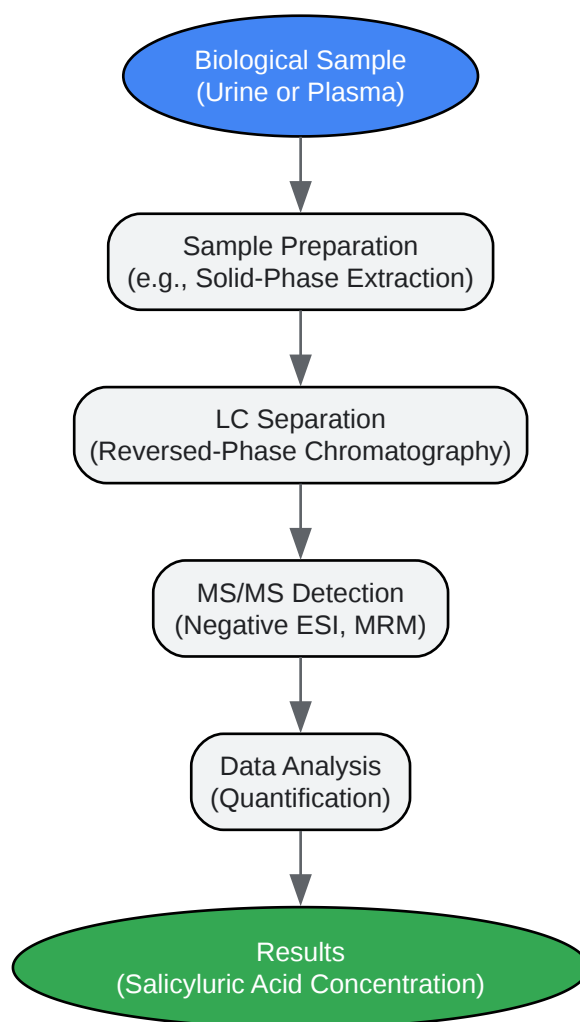 Biological Sample
(Urine or Plasma)
Sample Preparation
(e.g., Solid-Phase Extraction)
LC Separation
(Reversed-Phase Chromatography)
MS/MS Detection
(Negative ESI, MRM)
Data Analysis
(Quantification)
Results
(Salicyluric Acid Concentration)